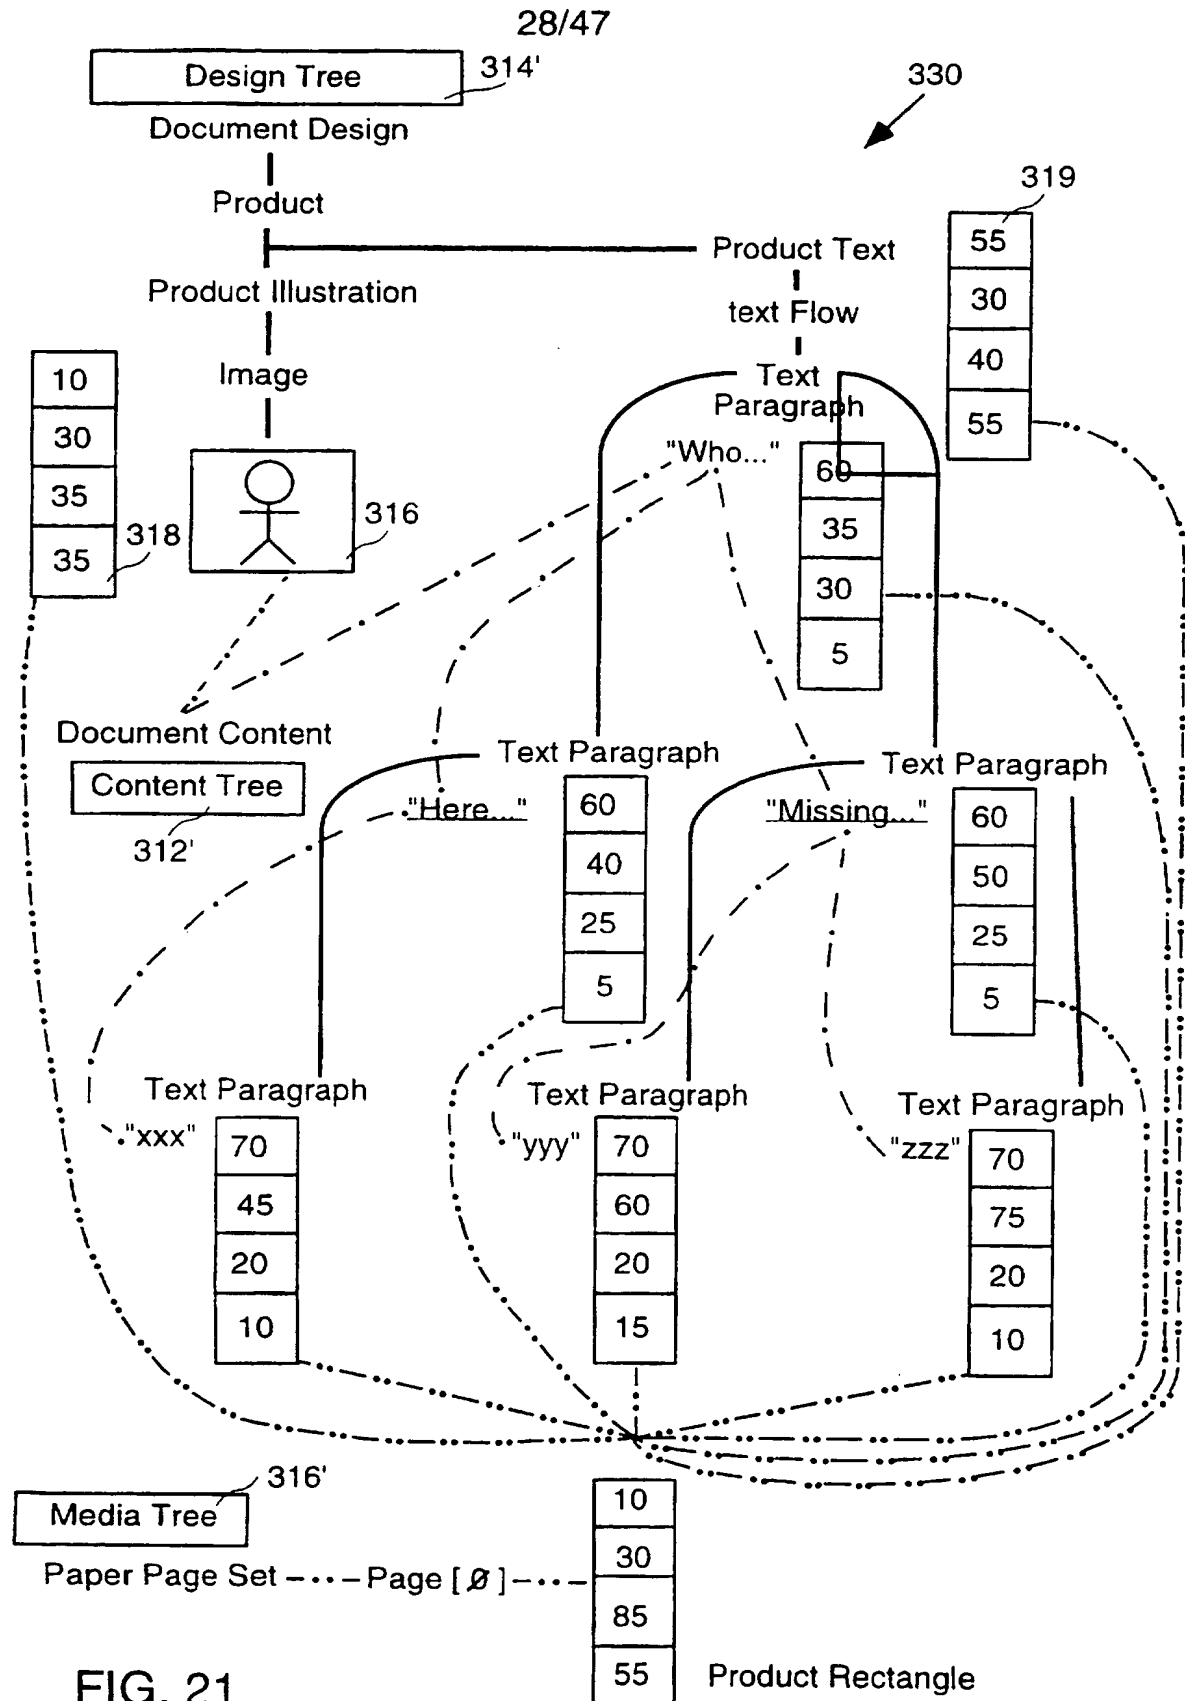 28/47
Design Tree
314'
330
Document Design
Product
319
Product Text
Product Illustration
text Flow
55
30
40
55
Image
Text
Paragraph
"Who..."
10
30
35
35
318
316
60
35
30
5
Document Content
Content Tree
312'
Text Paragraph
"Here..."
60
40
25
5
Text Paragraph
"Missing..."
60
50
25
5
Text Paragraph
"xxx"
70
45
20
10
Text Paragraph
"yyy"
70
60
20
15
Text Paragraph
"zzz"
70
75
20
10
316'
Media Tree
Paper Page Set
Page [ Ø ]
10
30
85
55
Product Rectangle
FIG. 21